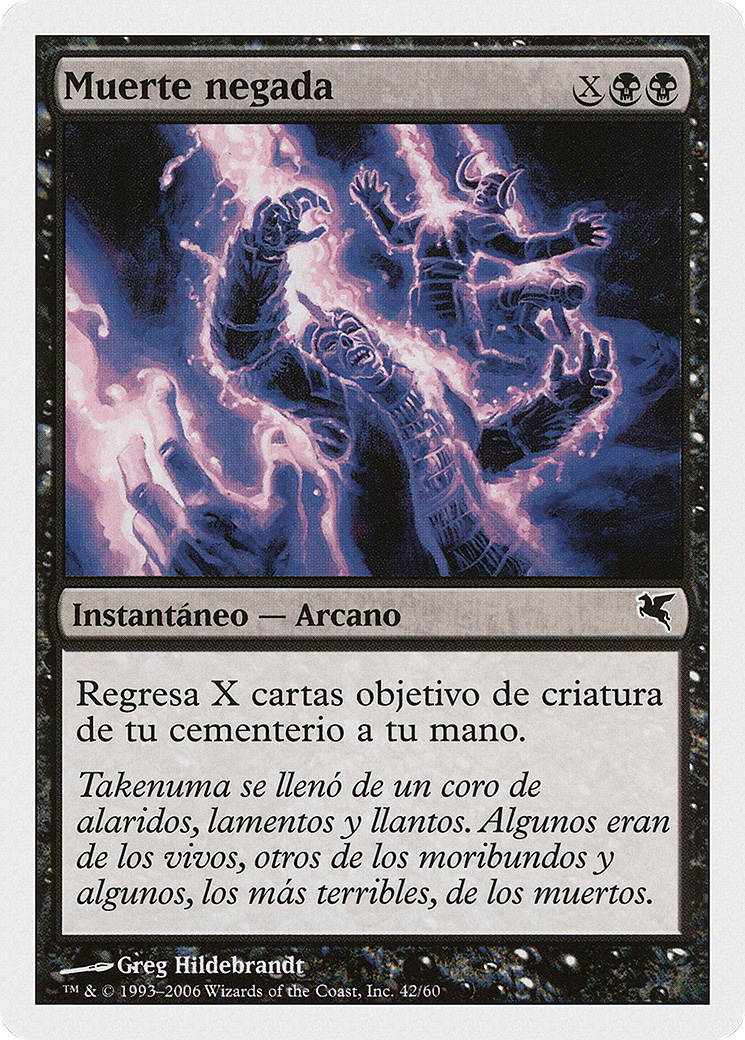 Muerte negada
X
Instantáneo — Arcano
Regresa X cartas objetivo de criatura
de tu cementerio a tu mano.
Takenuma se llenó de un coro de
alaridos, lamentos y llantos. Algunos eran
de los vivos, otros de los moribundos y
algunos, los más terribles, de los muertos.
Greg Hildebrandt
™ & © 1993–2006 Wizards of the Coast, Inc. 42/60